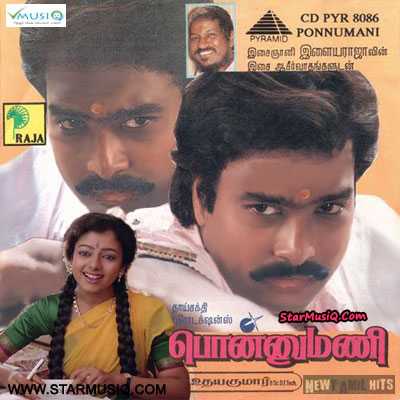 VMUSIQ
PYRAMID
CD PYR 8086
PONNUMANI
இசைஞானி இளையராஜாவின்
இசை ஆசீர்வாதங்களுடன்
RAJA
தாய்சக்தி
StarMusiQ.Com
பொன்னுமணி
NEW TAMIL HITS
WWW.STARMUSIQ.COM